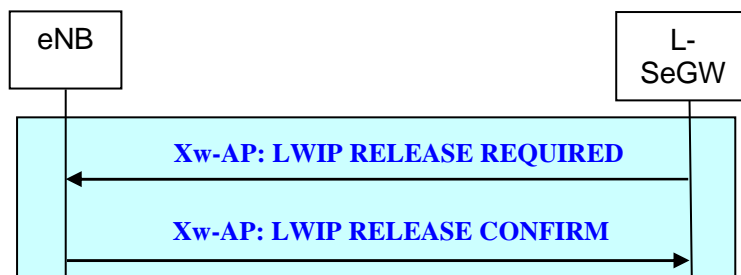 eNB
L-
SeGW
Xw-AP: LWIP RELEASE REQUIRED
Xw-AP: LWIP RELEASE CONFIRM